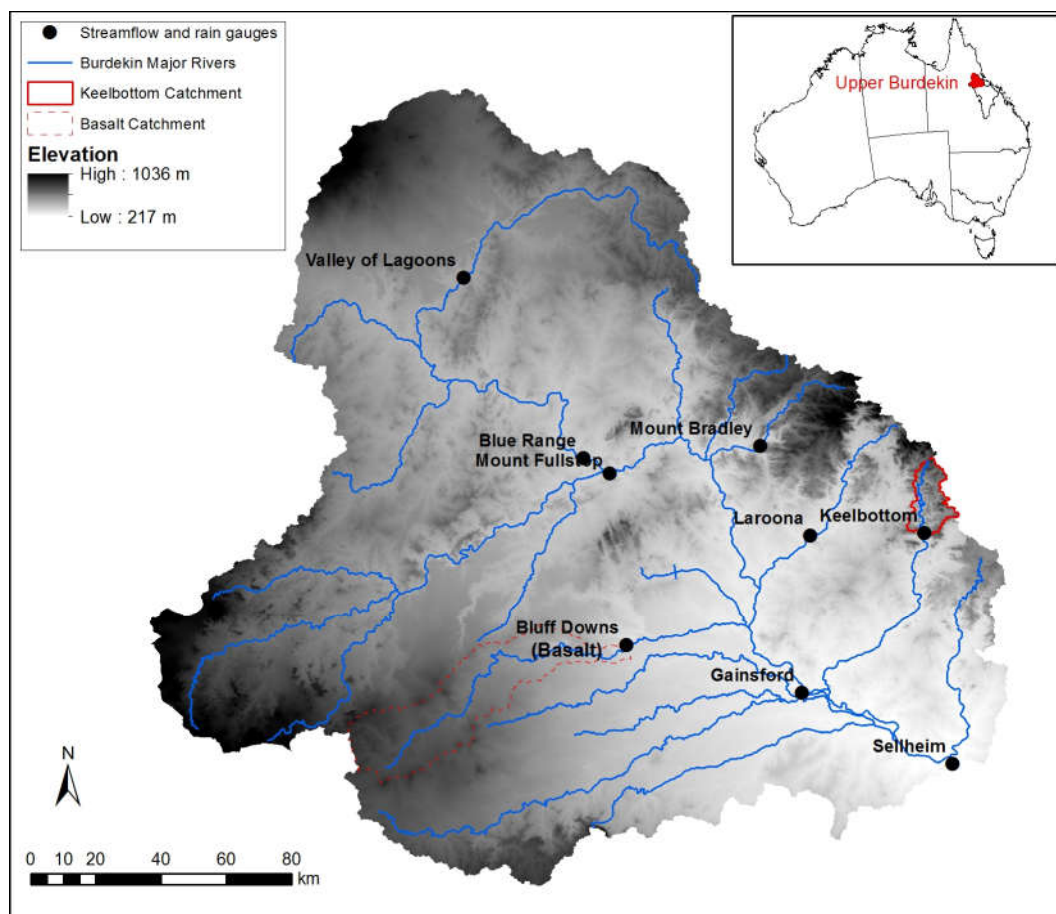 Streamflow and rain gauges
Burdekin Major Rivers
Keelbottom Catchment
Basalt Catchment
Elevation
High : 1036 m
Low : 217 m
Upper Burdekin
Valley of Lagoons
Blue Range
Mount Fullstop
Mount Bradley
Laroona
Keelbottom
Bluff Downs
(Basalt)
Gainsford
Sellheim
N
0 10 20 40 60 80
km